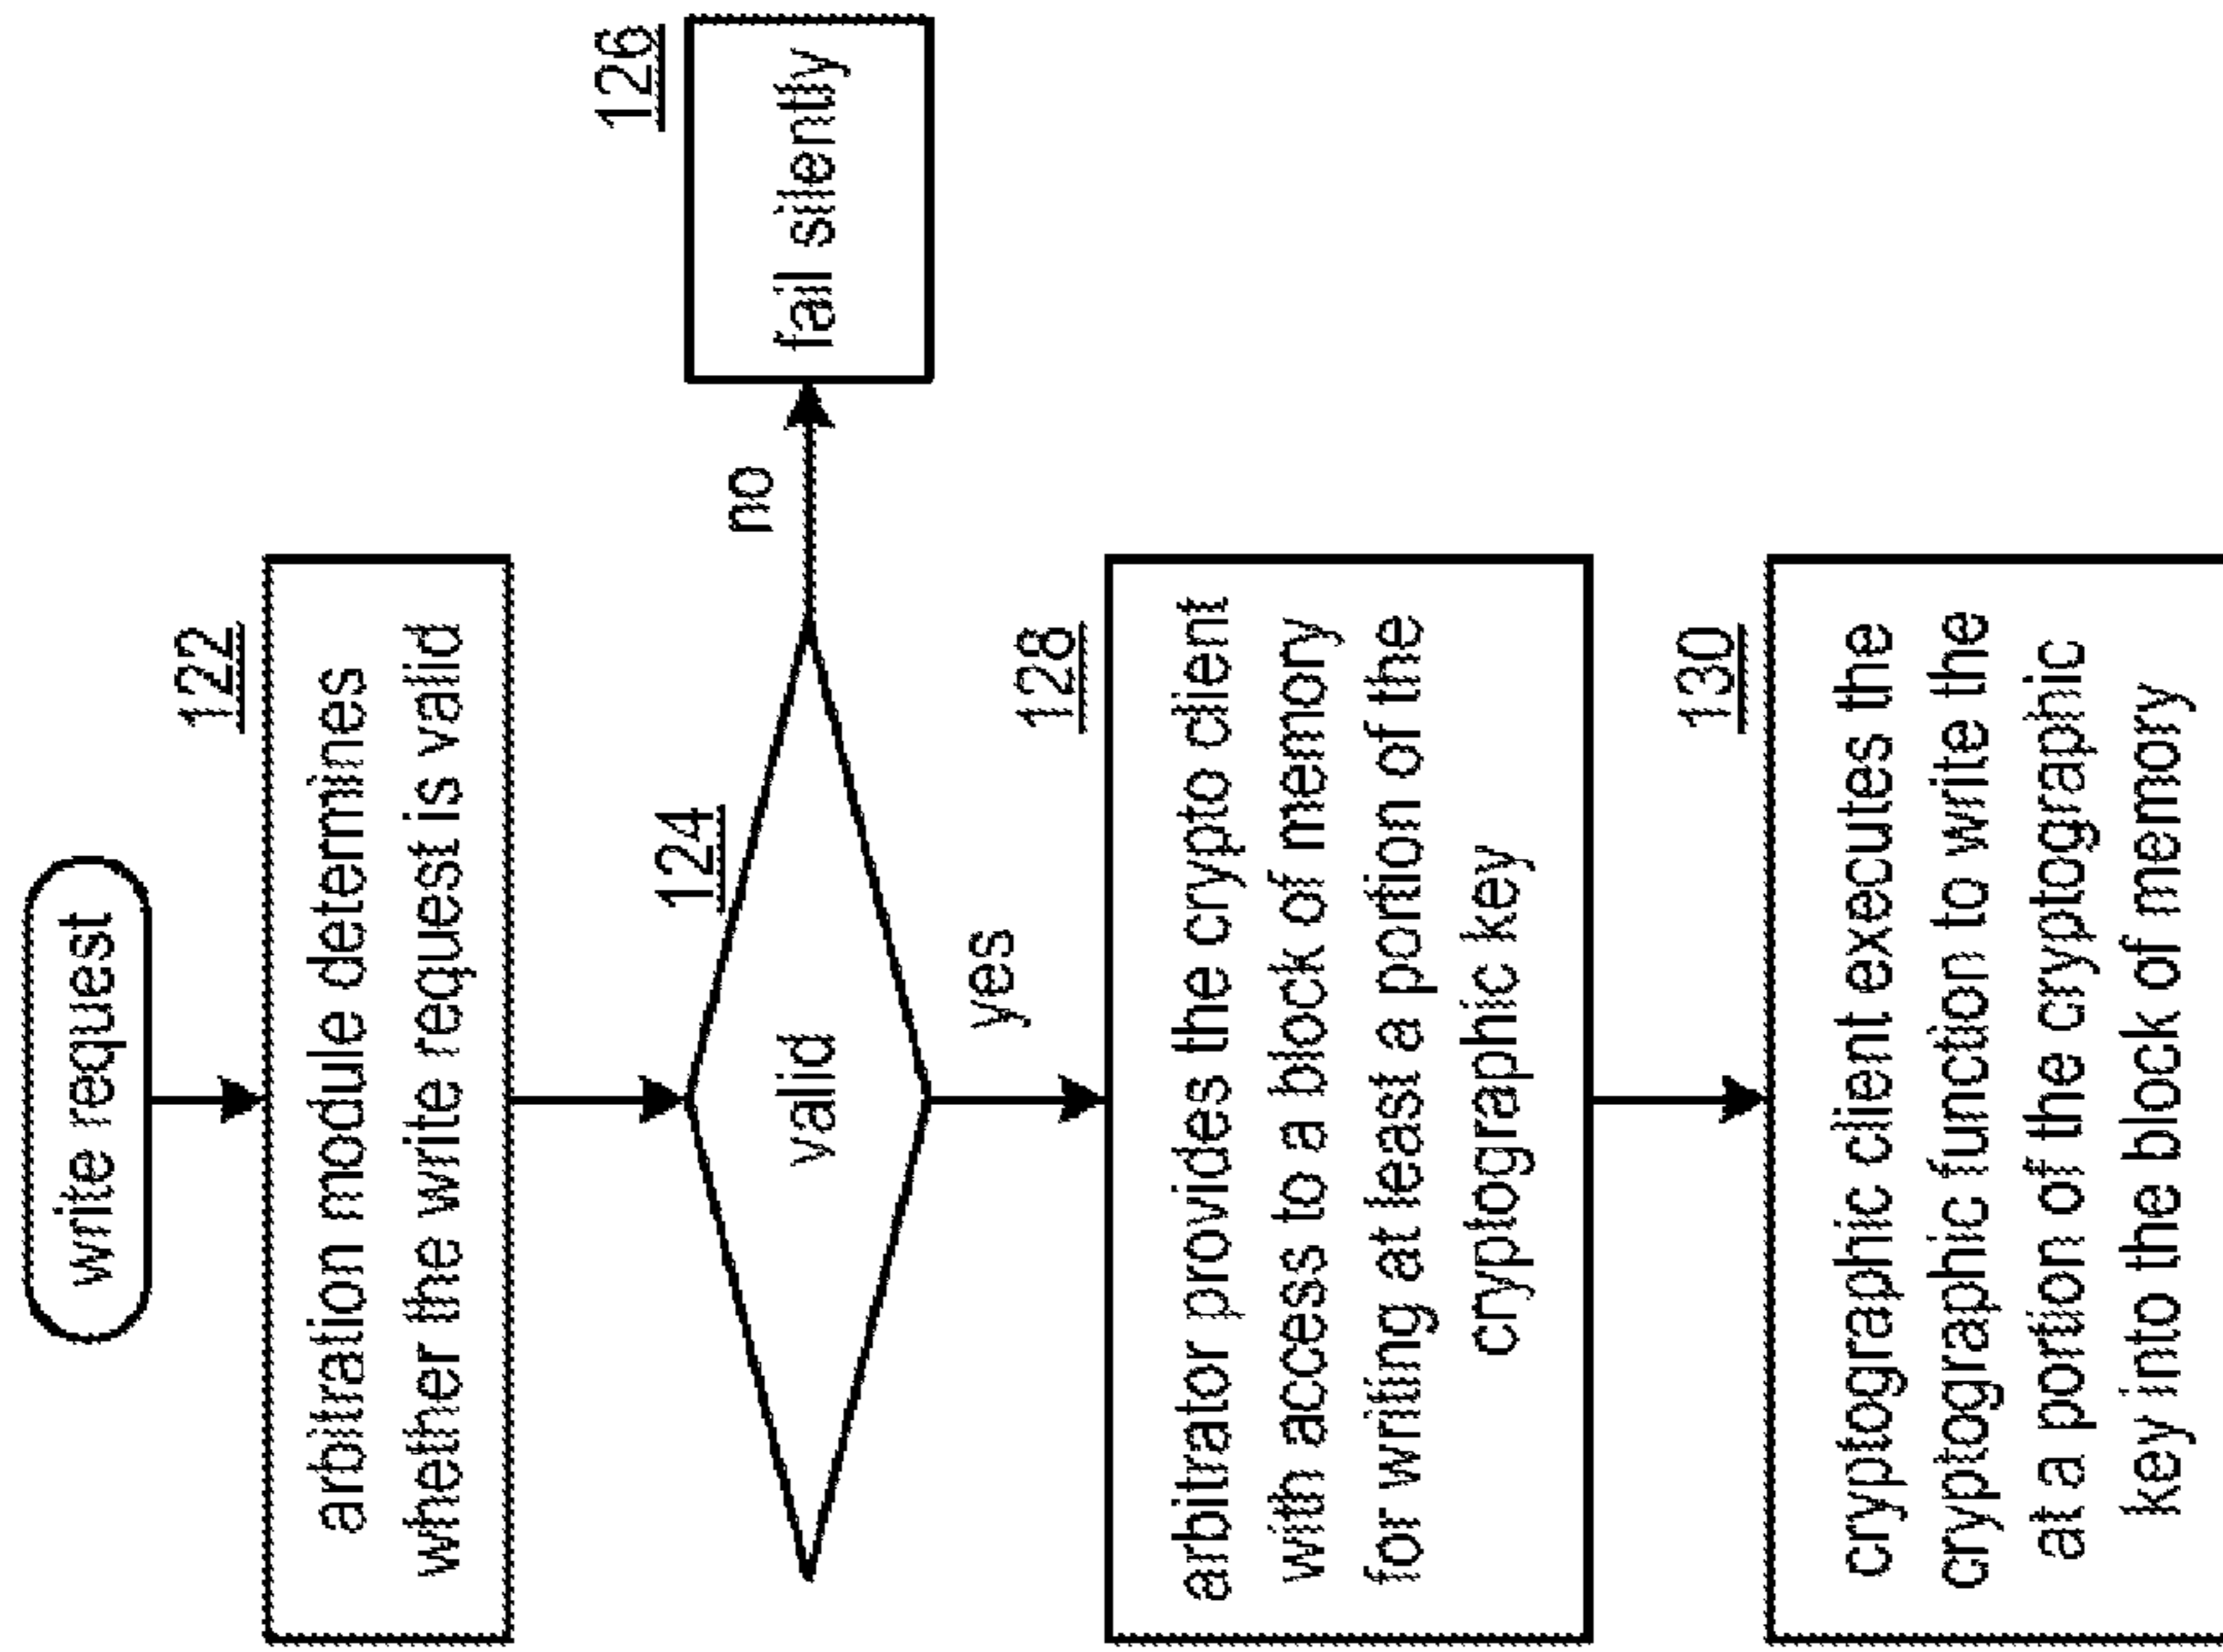 write request
122
arbitration module determines
whether the write request is valid
124
valid
no
126
fail silently
yes
128
arbitrator provides the crypto client
with access to a block of memory
for writing at least a portion of the
cryptographic key
130
cryptographic client executes the
cryptographic function to write the
at a portion of the cryptographic
key into the block of memory